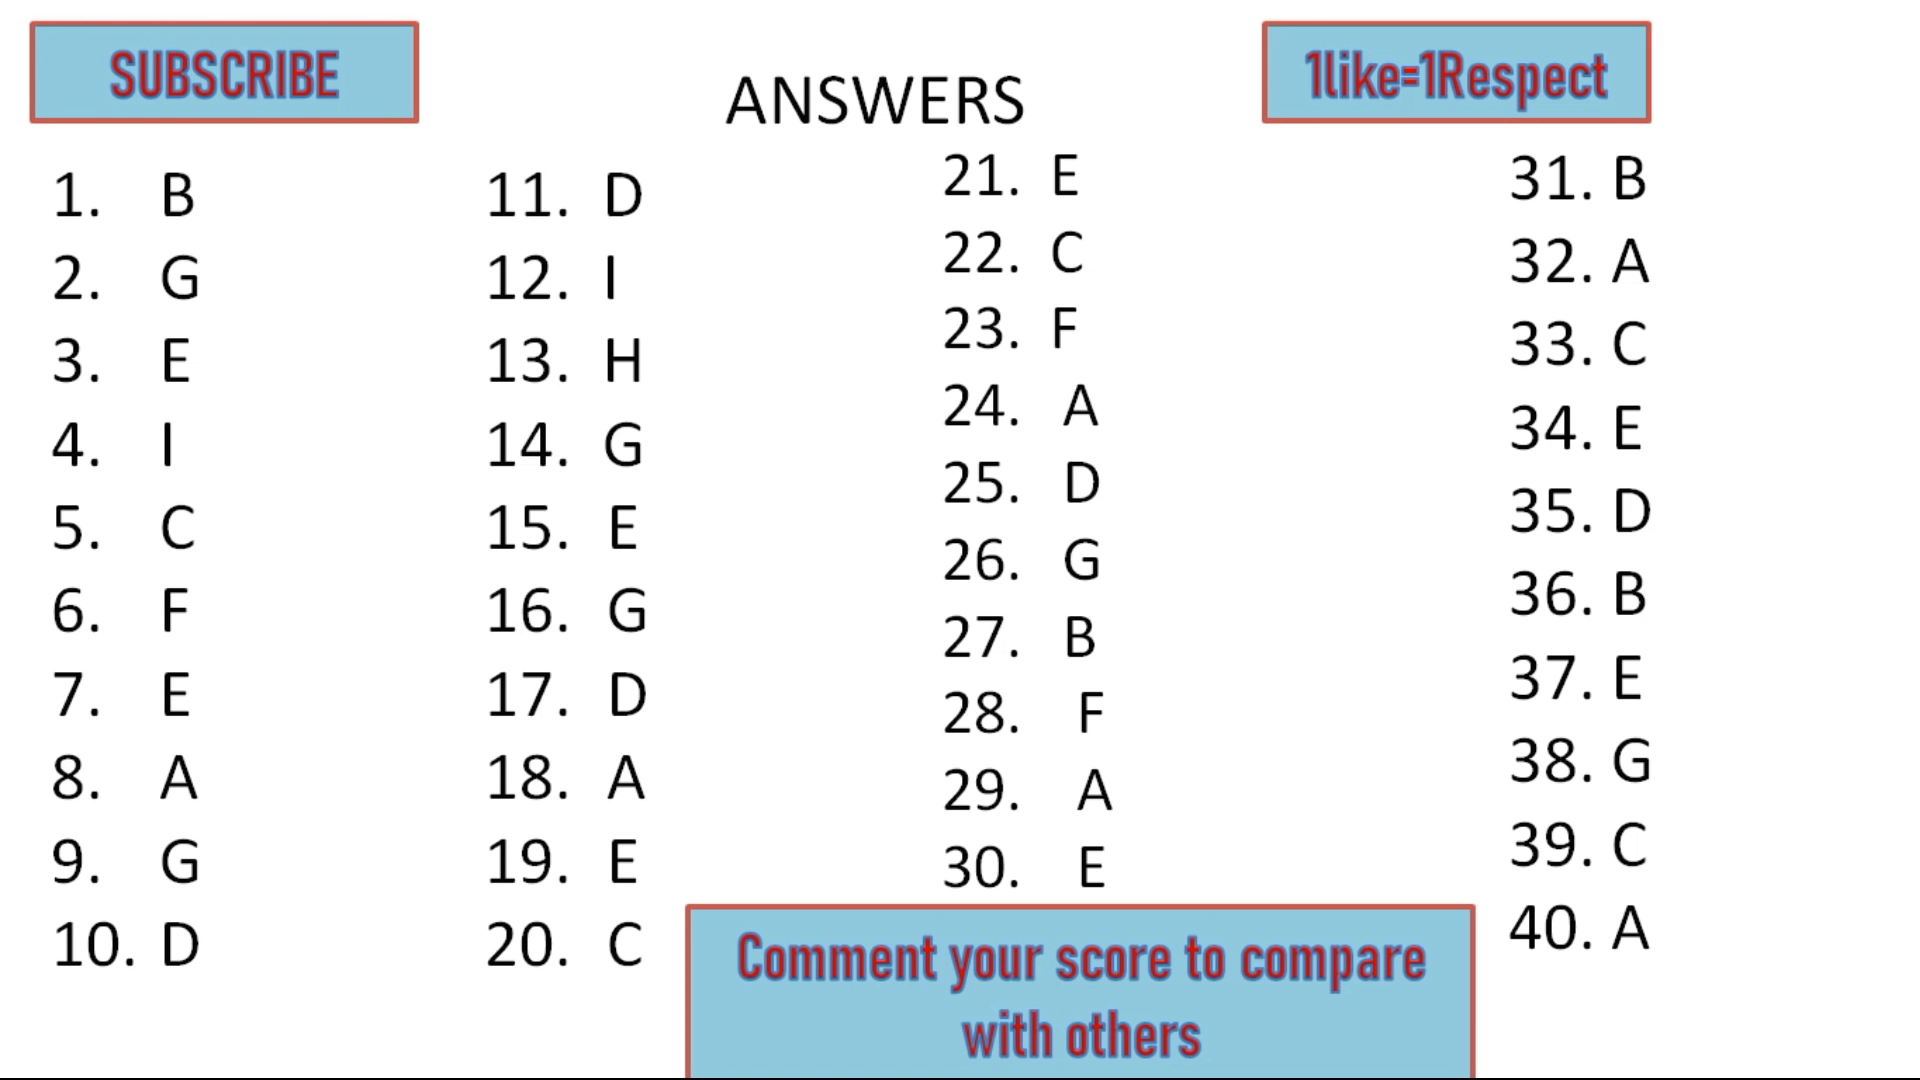 SUBSCRIBE
ANSWERS
1like=1Respect
1. B
2. G
3. E
4. I
5. C
6. F
7. E
8. A
9. G
10. D
11. D
12. I
13. H
14. G
15. E
16. G
17. D
18. A
19. E
20. C
21. E
22. C
23. F
24. A
25. D
26. G
27. B
28. F
29. A
30. E
31. B
32. A
33. C
34. E
35. D
36. B
37. E
38. G
39. C
40. A
Comment your score to compare
with others